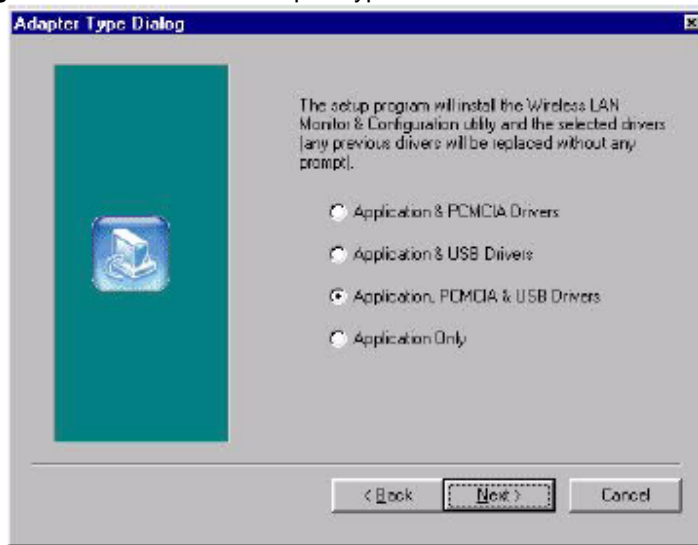 Adapter Type Dialog
The setup program will install the Wireless LAN
Monitor & Configuration utility and the selected drivers
(any previous drivers will be replaced without any
prompt).
Application & PCMCIA Drivers
Application & USB Drivers
Application, PCMCIA & USB Drivers
Application Only
< Back
Next >
Cancel